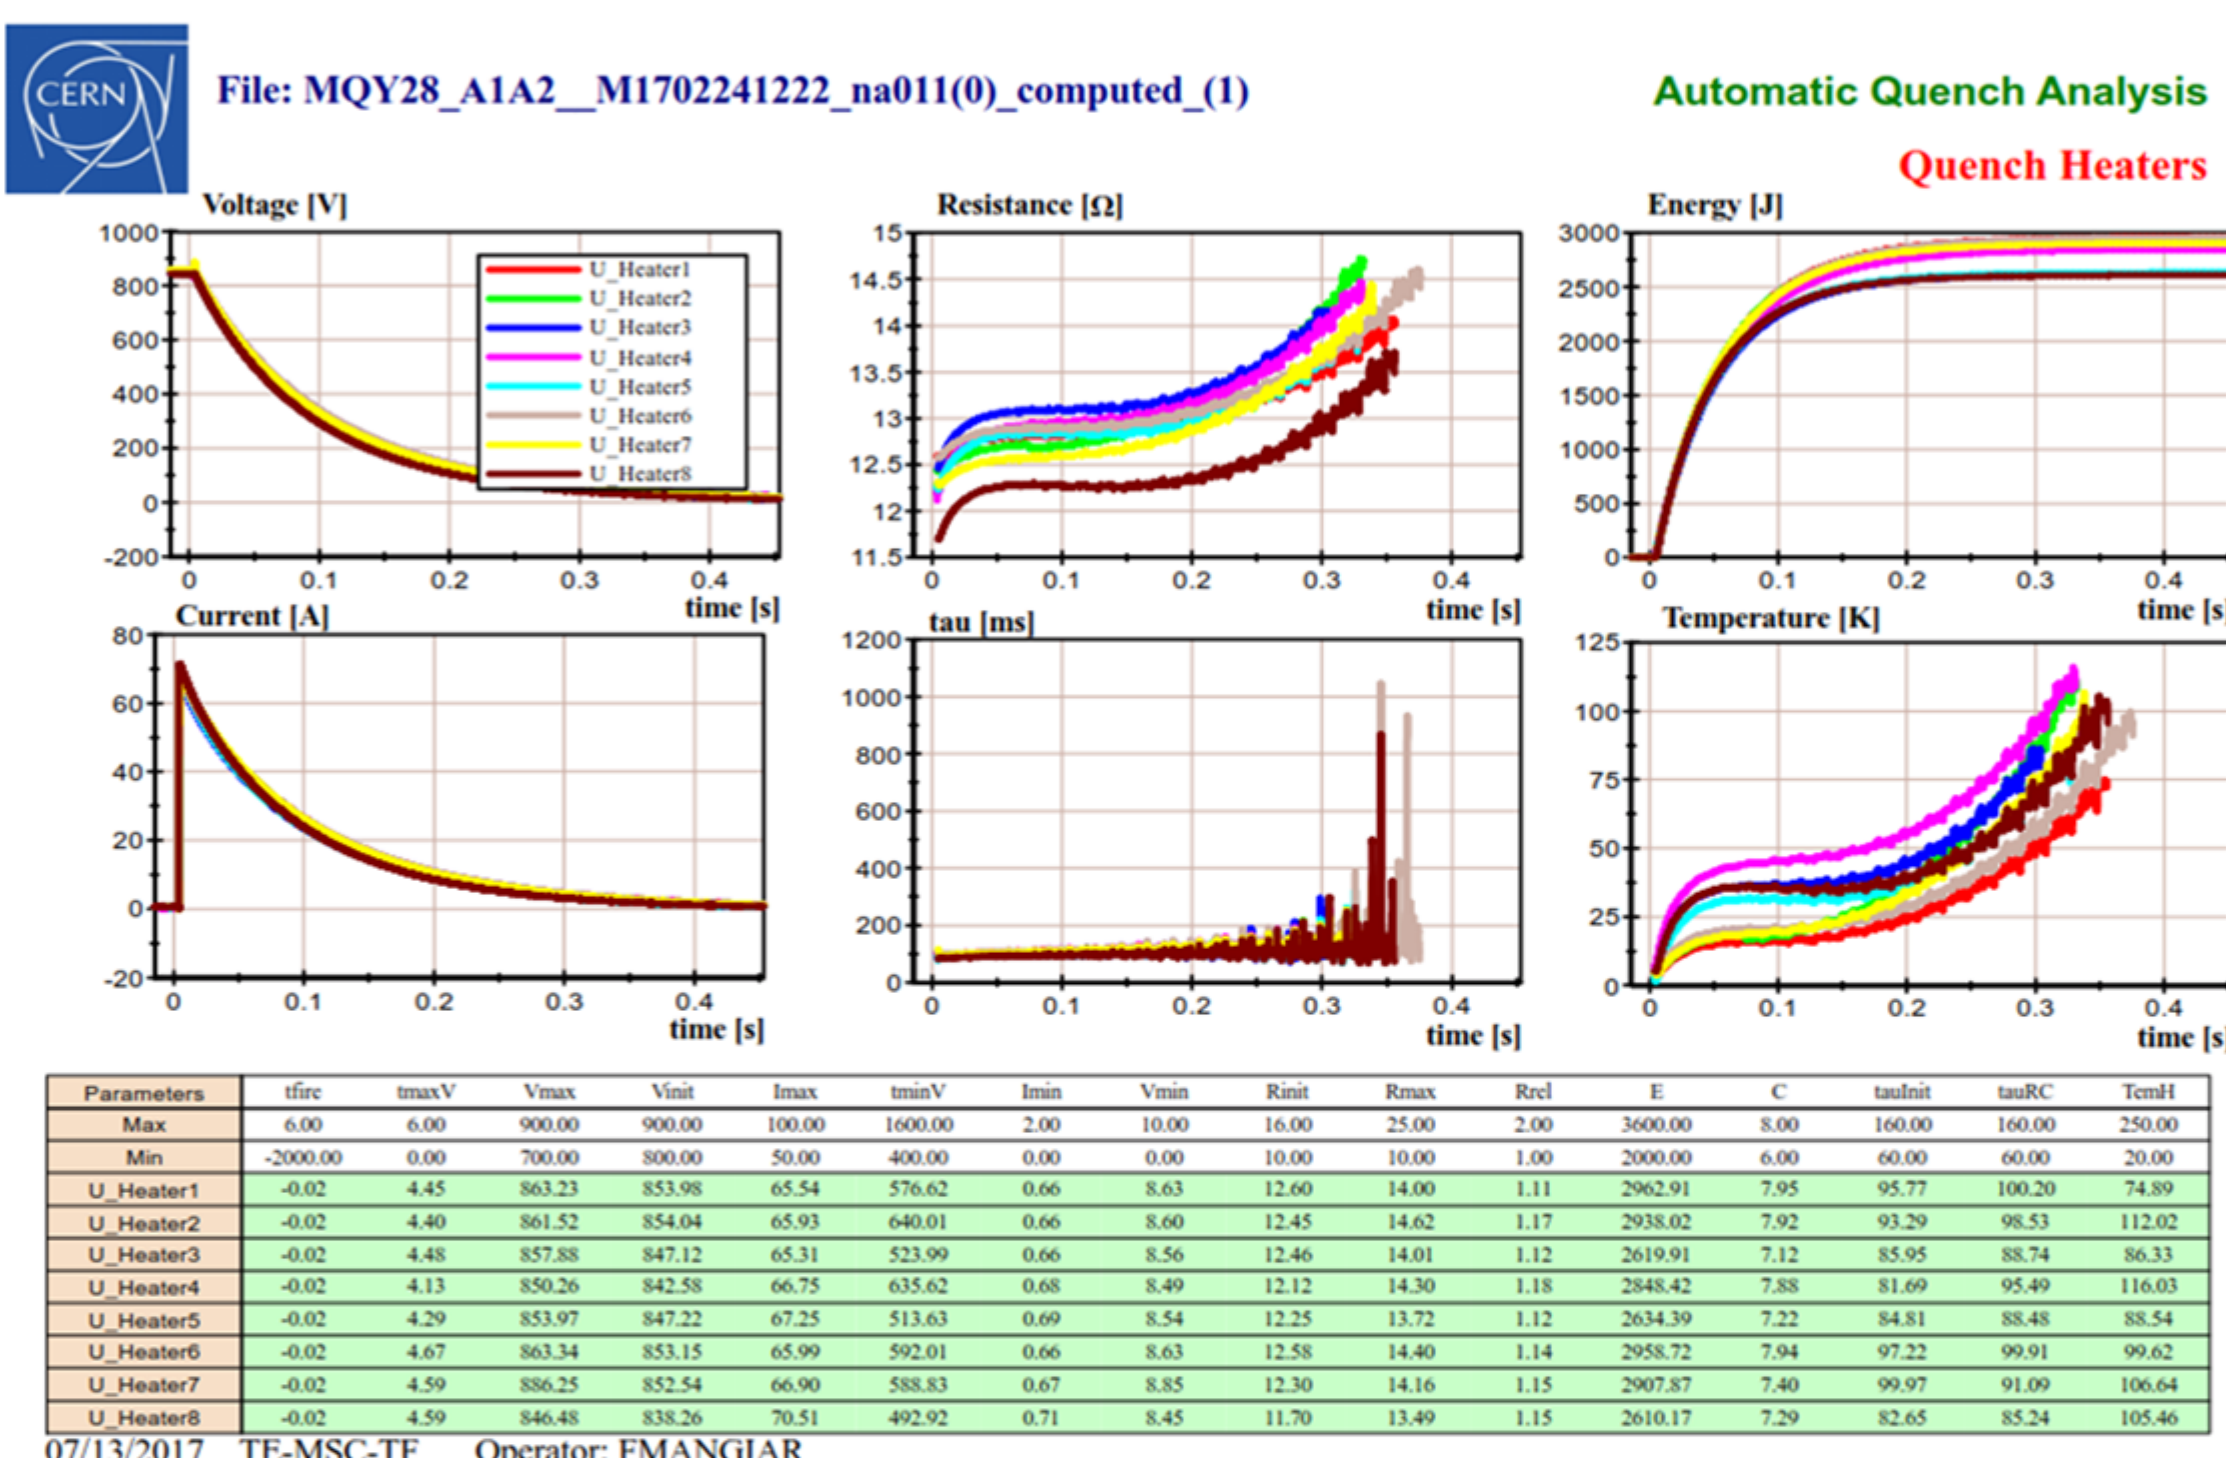 CERN
File: MQY28_A1A2__M1702241222_na011(0)_computed_(1)
Automatic Quench Analysis
Quench Heaters
Voltage [V]
1000
800
600
400
200
0
-200
U_Heater1
U_Heater2
U_Heater3
U_Heater4
U_Heater5
U_Heater6
U_Heater7
U_Heater8
0 0.1 0.2 0.3 0.4
time [s]
Resistance [Ω]
15
14.5
14
13.5
13
12.5
12
11.5
0 0.1 0.2 0.3 0.4
time [s]
Energy [J]
3000
2500
2000
1500
1000
500
0
0 0.1 0.2 0.3 0.4
time [s
Current [A]
80
60
40
20
0
-20
0 0.1 0.2 0.3 0.4
time [s]
tau [ms]
1200
1000
800
600
400
200
0
0 0.1 0.2 0.3 0.4
time [s]
Temperature [K]
125
100
75
50
25
0
0 0.1 0.2 0.3 0.4
time [s
Parameters tfire tmaxV Vmax Vinit Imax tminV Imin Vmin Rinit Rmax Rrel E C tauInit tauRC TemH
Max 6.00 6.00 900.00 900.00 100.00 1600.00 2.00 10.00 16.00 25.00 2.00 3600.00 8.00 160.00 160.00 250.00
Min -2000.00 0.00 700.00 800.00 50.00 400.00 0.00 0.00 10.00 10.00 1.00 2000.00 6.00 60.00 60.00 20.00
U_Heater1 -0.02 4.45 863.23 853.98 65.54 576.62 0.66 8.63 12.60 14.00 1.11 2962.91 7.95 95.77 100.20 74.89
U_Heater2 -0.02 4.40 861.52 854.04 65.93 640.01 0.66 8.60 12.45 14.62 1.17 2938.02 7.92 93.29 98.53 112.02
U_Heater3 -0.02 4.48 857.88 847.12 65.31 523.99 0.66 8.56 12.46 14.01 1.12 2619.91 7.12 85.95 88.74 86.33
U_Heater4 -0.02 4.13 850.26 842.58 66.75 635.62 0.68 8.49 12.12 14.30 1.18 2848.42 7.88 81.69 95.49 116.03
U_Heater5 -0.02 4.29 853.97 847.22 67.25 513.63 0.69 8.54 12.25 13.72 1.12 2634.39 7.22 84.81 88.48 88.54
U_Heater6 -0.02 4.67 863.34 853.15 65.99 592.01 0.66 8.63 12.58 14.40 1.14 2958.72 7.94 97.22 99.91 99.62
U_Heater7 -0.02 4.59 886.25 852.54 66.90 588.83 0.67 8.85 12.30 14.16 1.15 2907.87 7.40 99.97 91.09 106.64
U_Heater8 -0.02 4.59 846.48 838.26 70.51 492.92 0.71 8.45 11.70 13.49 1.15 2610.17 7.29 82.65 85.24 105.46
07/13/2017 TE-MSC-TF Operator: FMANGIAR